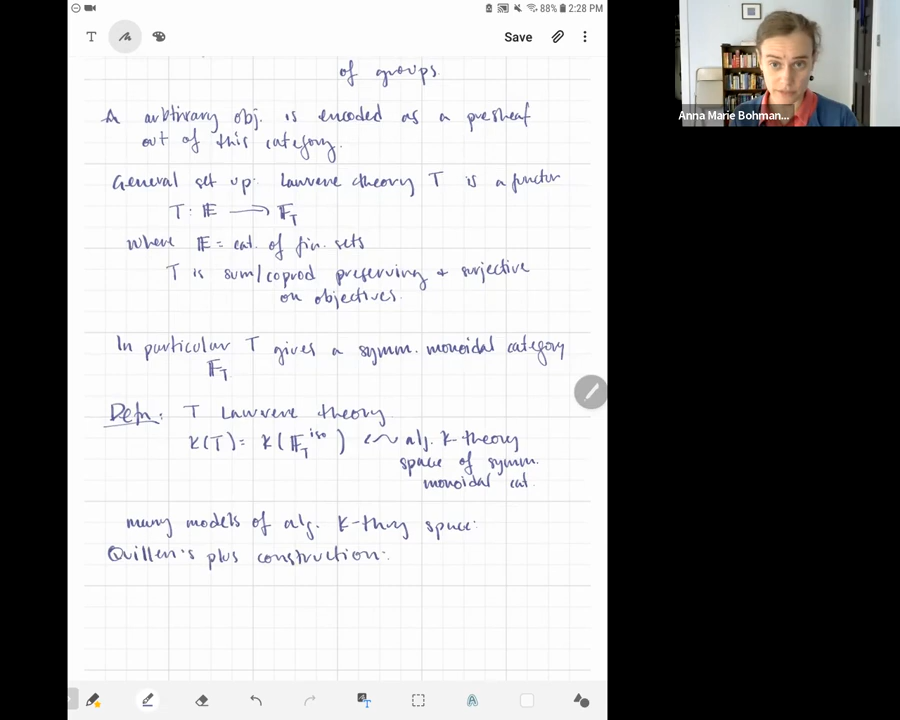 88% 2:28 PM
T Save
of groups.
A arbitrary obj. is encoded as a presheaf
out of this category.
General set up: Lawvere theory T is a functor
T: 𝔼 → 𝔽_T
where 𝔼 = cat. of fin. sets
T is sum/coprod preserving + surjective
on objectives.
In particular T gives a symm. monoidal category
𝔽_T
Defn: T Lawvere theory.
K(T) = K(𝔽_T^iso) ⟿ alg. K-theory
space of symm.
monoidal cat.
many models of alg. K-thry space:
Quillen's plus construction:
Anna Marie Bohman...